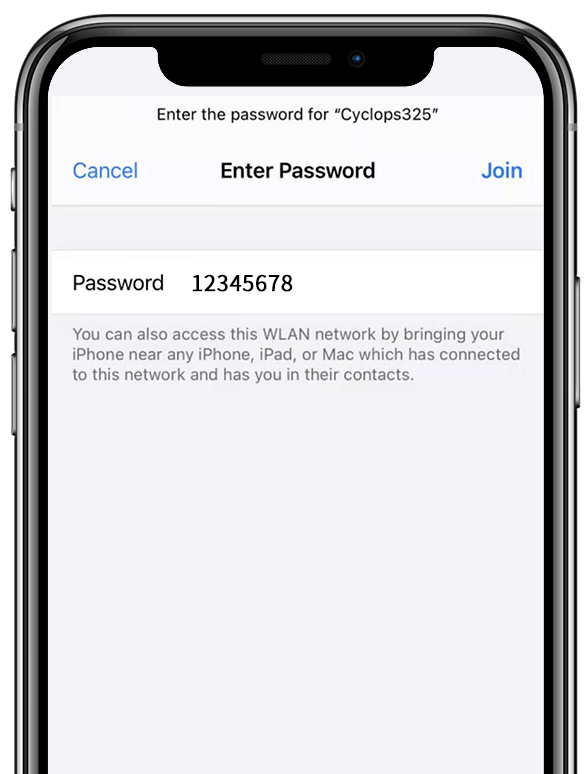 Enter the password for “Cyclops325”
Cancel Enter Password Join
Password 12345678
You can also access this WLAN network by bringing your
iPhone near any iPhone, iPad, or Mac which has connected
to this network and has you in their contacts.